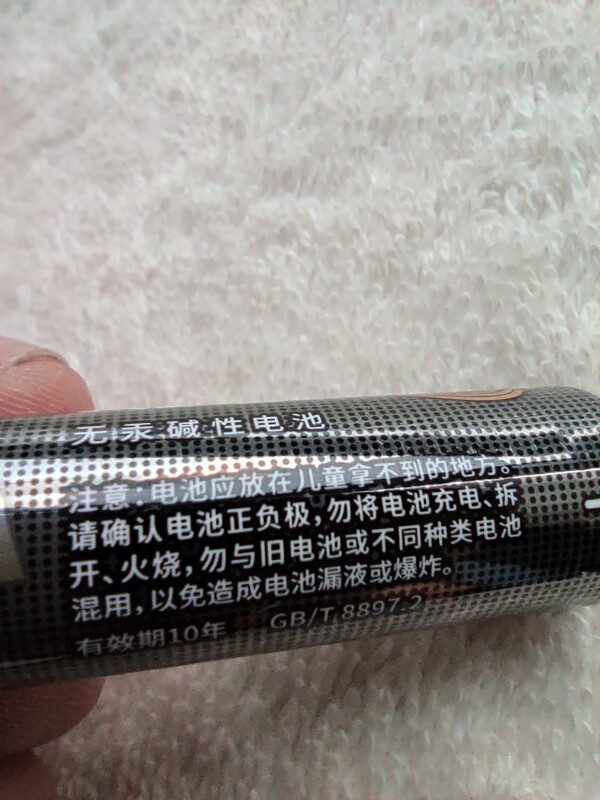 无汞碱性电池
注意:电池应放在儿童拿不到的地方。
请确认电池正负极,勿将电池充电、拆
开、火烧,勿与旧电池或不同种类电池
混用,以免造成电池漏液或爆炸。
有效期10年 GB/T 8897.2